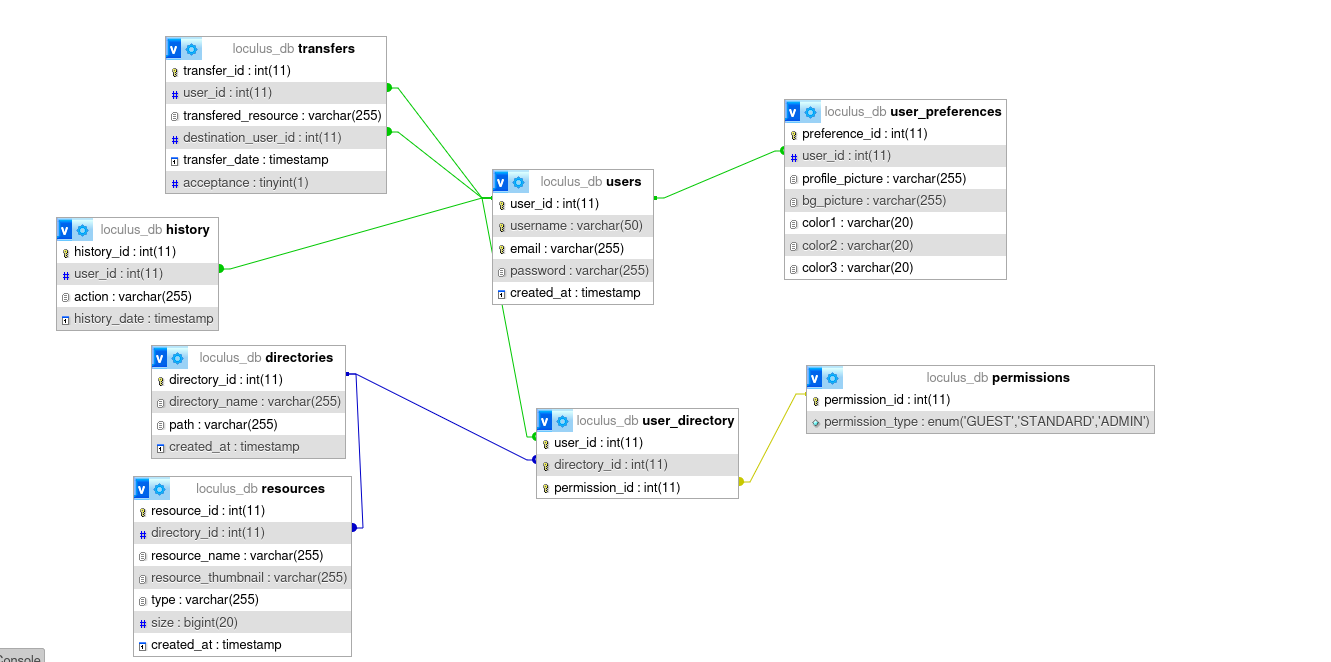 v loculus_db transfers
transfer_id : int(11)
# user_id : int(11)
transfered_resource : varchar(255)
# destination_user_id : int(11)
transfer_date : timestamp
# acceptance : tinyint(1)
v loculus_db user_preferences
preference_id : int(11)
# user_id : int(11)
profile_picture : varchar(255)
bg_picture : varchar(255)
color1 : varchar(20)
color2 : varchar(20)
color3 : varchar(20)
v loculus_db users
user_id : int(11)
username : varchar(50)
email : varchar(255)
password : varchar(255)
created_at : timestamp
v loculus_db history
history_id : int(11)
# user_id : int(11)
action : varchar(255)
history_date : timestamp
v loculus_db directories
directory_id : int(11)
directory_name : varchar(255)
path : varchar(255)
created_at : timestamp
v loculus_db permissions
permission_id : int(11)
permission_type : enum('GUEST','STANDARD','ADMIN')
v loculus_db user_directory
user_id : int(11)
directory_id : int(11)
permission_id : int(11)
v loculus_db resources
resource_id : int(11)
# directory_id : int(11)
resource_name : varchar(255)
resource_thumbnail : varchar(255)
type : varchar(255)
# size : bigint(20)
created_at : timestamp
Console